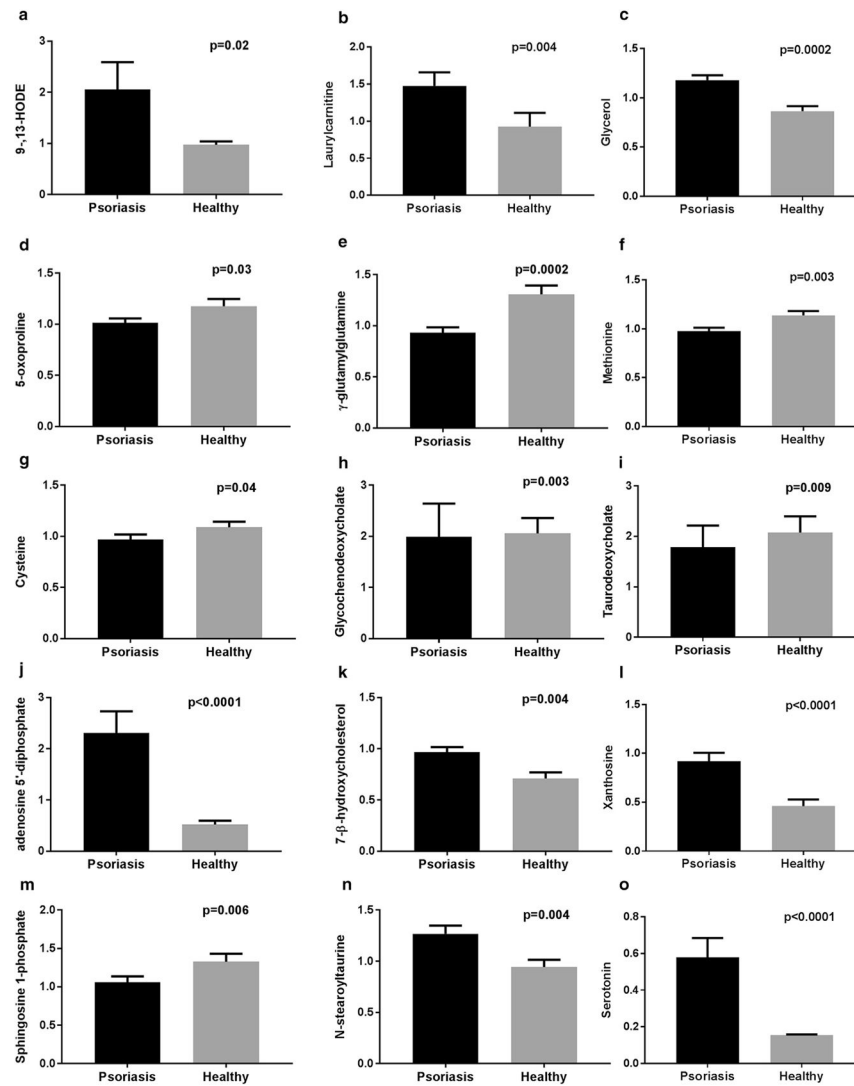 a
p=0.02
9-,13-HODE
3
2
1
0
Psoriasis Healthy
b
p=0.004
Laurylcarnitine
2.0
1.5
1.0
0.5
0.0
Psoriasis Healthy
c
p=0.0002
Glycerol
1.5
1.0
0.5
0.0
Psoriasis Healthy
d
p=0.03
5-oxoproline
1.5
1.0
0.5
0.0
Psoriasis Healthy
e
p=0.0002
γ-glutamylglutamine
1.5
1.0
0.5
0.0
Psoriasis Healthy
f
p=0.003
Methionine
1.5
1.0
0.5
0.0
Psoriasis Healthy
g
p=0.04
Cysteine
1.5
1.0
0.5
0.0
Psoriasis Healthy
h
p=0.003
Glycochenodeoxycholate
3
2
1
0
Psoriasis Healthy
i
p=0.009
Taurodeoxycholate
3
2
1
0
Psoriasis Healthy
j
p<0.0001
adenosine 5'-diphosphate
3
2
1
0
Psoriasis Healthy
k
p=0.004
7-β-hydroxycholesterol
1.5
1.0
0.5
0.0
Psoriasis Healthy
l
p<0.0001
Xanthosine
1.5
1.0
0.5
0.0
Psoriasis Healthy
m
p=0.006
Sphingosine 1-phosphate
2.0
1.5
1.0
0.5
0.0
Psoriasis Healthy
n
p=0.004
N-stearoyltaurine
1.5
1.0
0.5
0.0
Psoriasis Healthy
o
p<0.0001
Serotonin
0.8
0.6
0.4
0.2
0.0
Psoriasis Healthy